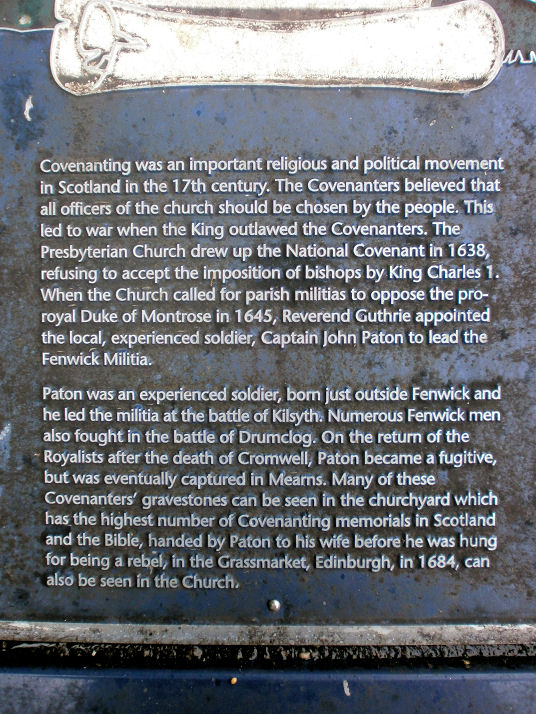 Covenanting was an important religious and political movement
in Scotland in the 17th century. The Covenanters believed that
all officers of the church should be chosen by the people. This
led to war when the King outlawed the Covenanters. The
Presbyterian Church drew up the National Covenant in 1638,
refusing to accept the imposition of bishops by King Charles 1.
When the Church called for parish militias to oppose the pro-
royal Duke of Montrose in 1645, Reverend Guthrie appointed
the local, experienced soldier, Captain John Paton to lead the
Fenwick Militia.
Paton was an experienced soldier, born just outside Fenwick and
he led the militia at the battle of Kilsyth. Numerous Fenwick men
also fought in the battle of Drumclog. On the return of the
Royalists after the death of Cromwell, Paton became a fugitive,
but was eventually captured in Mearns. Many of these
Covenanters' gravestones can be seen in the churchyard which
has the highest number of Covenanting memorials in Scotland
and the Bible, handed by Paton to his wife before he was hung
for being a rebel, in the Grassmarket, Edinburgh, in 1684, can
also be seen in the Church.